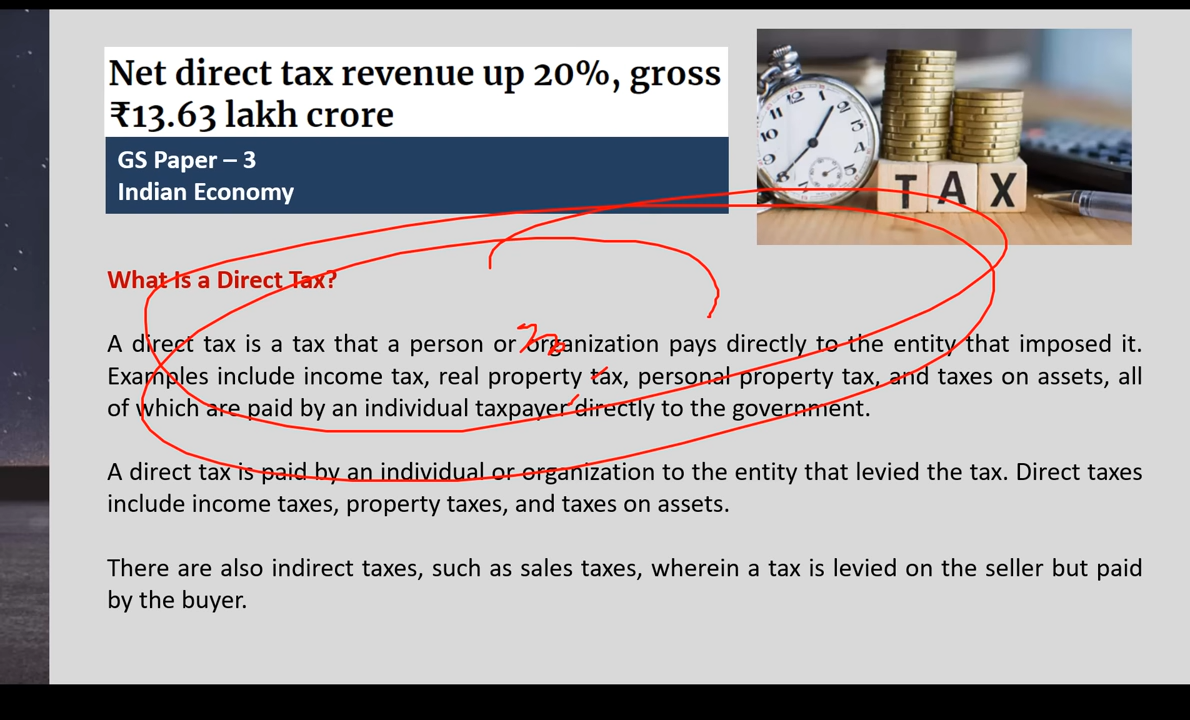 Net direct tax revenue up 20%, gross
₹13.63 lakh crore
GS Paper – 3
Indian Economy
TAX
What Is a Direct Tax?
A direct tax is a tax that a person or organization pays directly to the entity that imposed it.
Examples include income tax, real property tax, personal property tax, and taxes on assets, all
of which are paid by an individual taxpayer directly to the government.
A direct tax is paid by an individual or organization to the entity that levied the tax. Direct taxes
include income taxes, property taxes, and taxes on assets.
There are also indirect taxes, such as sales taxes, wherein a tax is levied on the seller but paid
by the buyer.